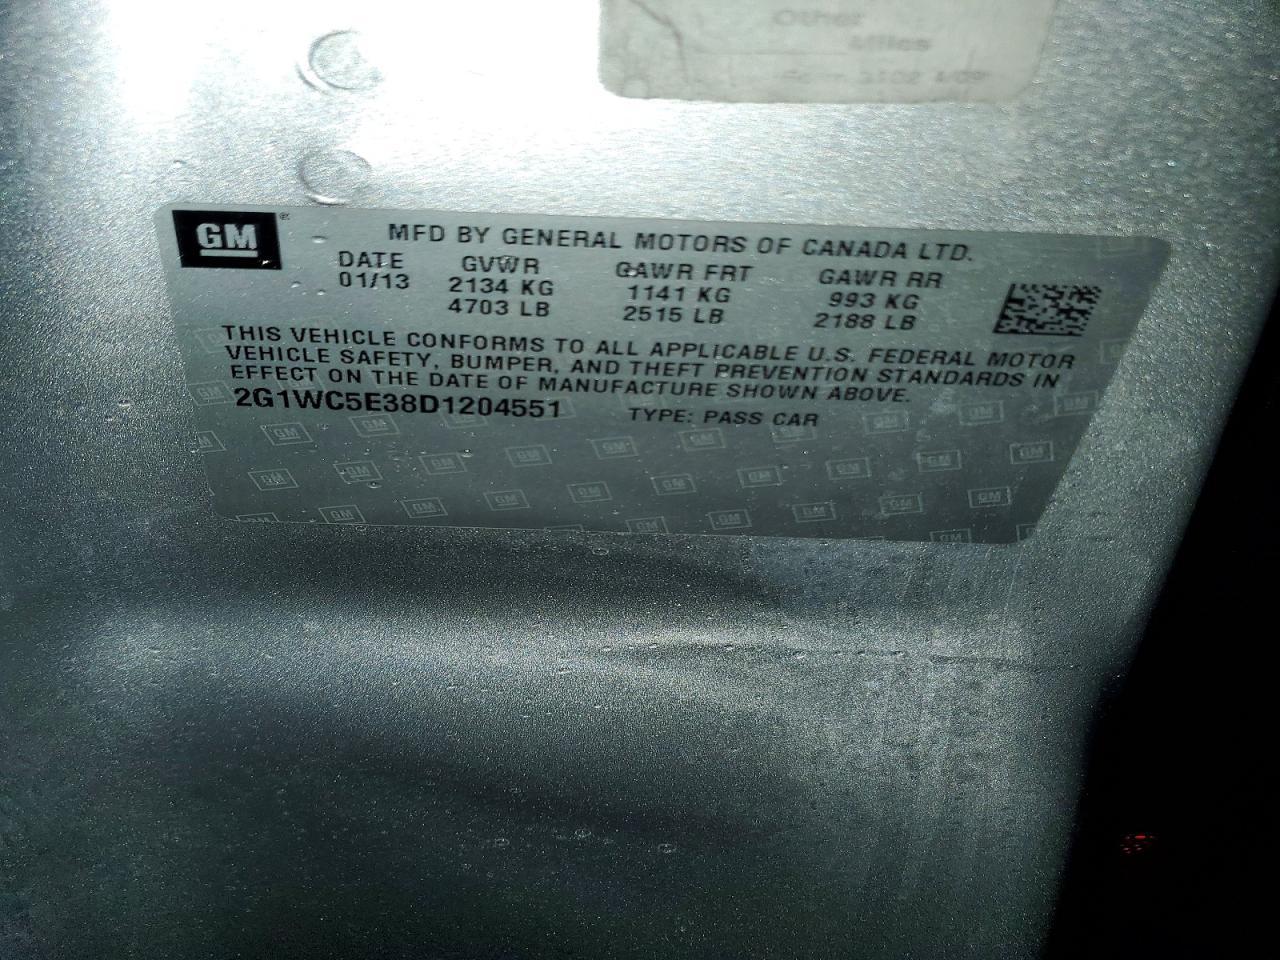 Other
Miles
GM
MFD BY GENERAL MOTORS OF CANADA LTD.
DATE GVWR GAWR FRT GAWR RR
01/13 2134 KG 1141 KG 993 KG
4703 LB 2515 LB 2188 LB
THIS VEHICLE CONFORMS TO ALL APPLICABLE U.S. FEDERAL MOTOR
VEHICLE SAFETY, BUMPER, AND THEFT PREVENTION STANDARDS IN
EFFECT ON THE DATE OF MANUFACTURE SHOWN ABOVE.
2G1WC5E38D1204551 TYPE: PASS CAR